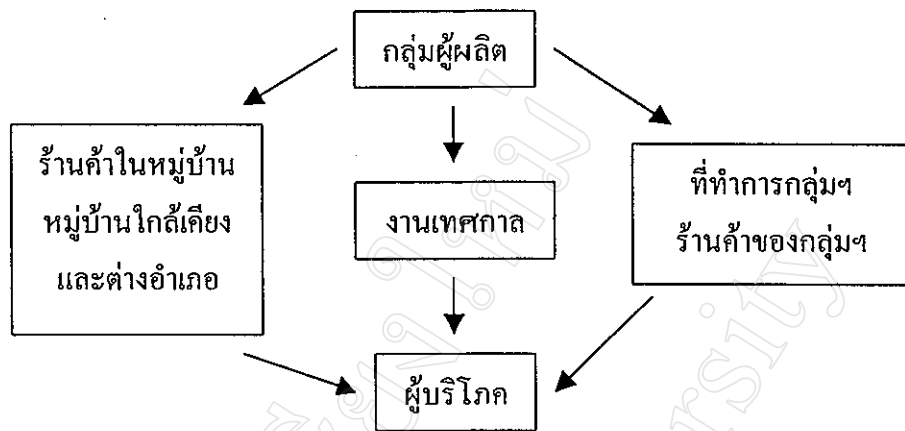 กลุ่มผู้ผลิต
ร้านค้าในหมู่บ้าน
หมู่บ้านใกล้เคียง
และต่างอำเภอ
งานเทศกาล
ที่ทำการกลุ่มฯ
ร้านค้าของกลุ่มฯ
ผู้บริโภค